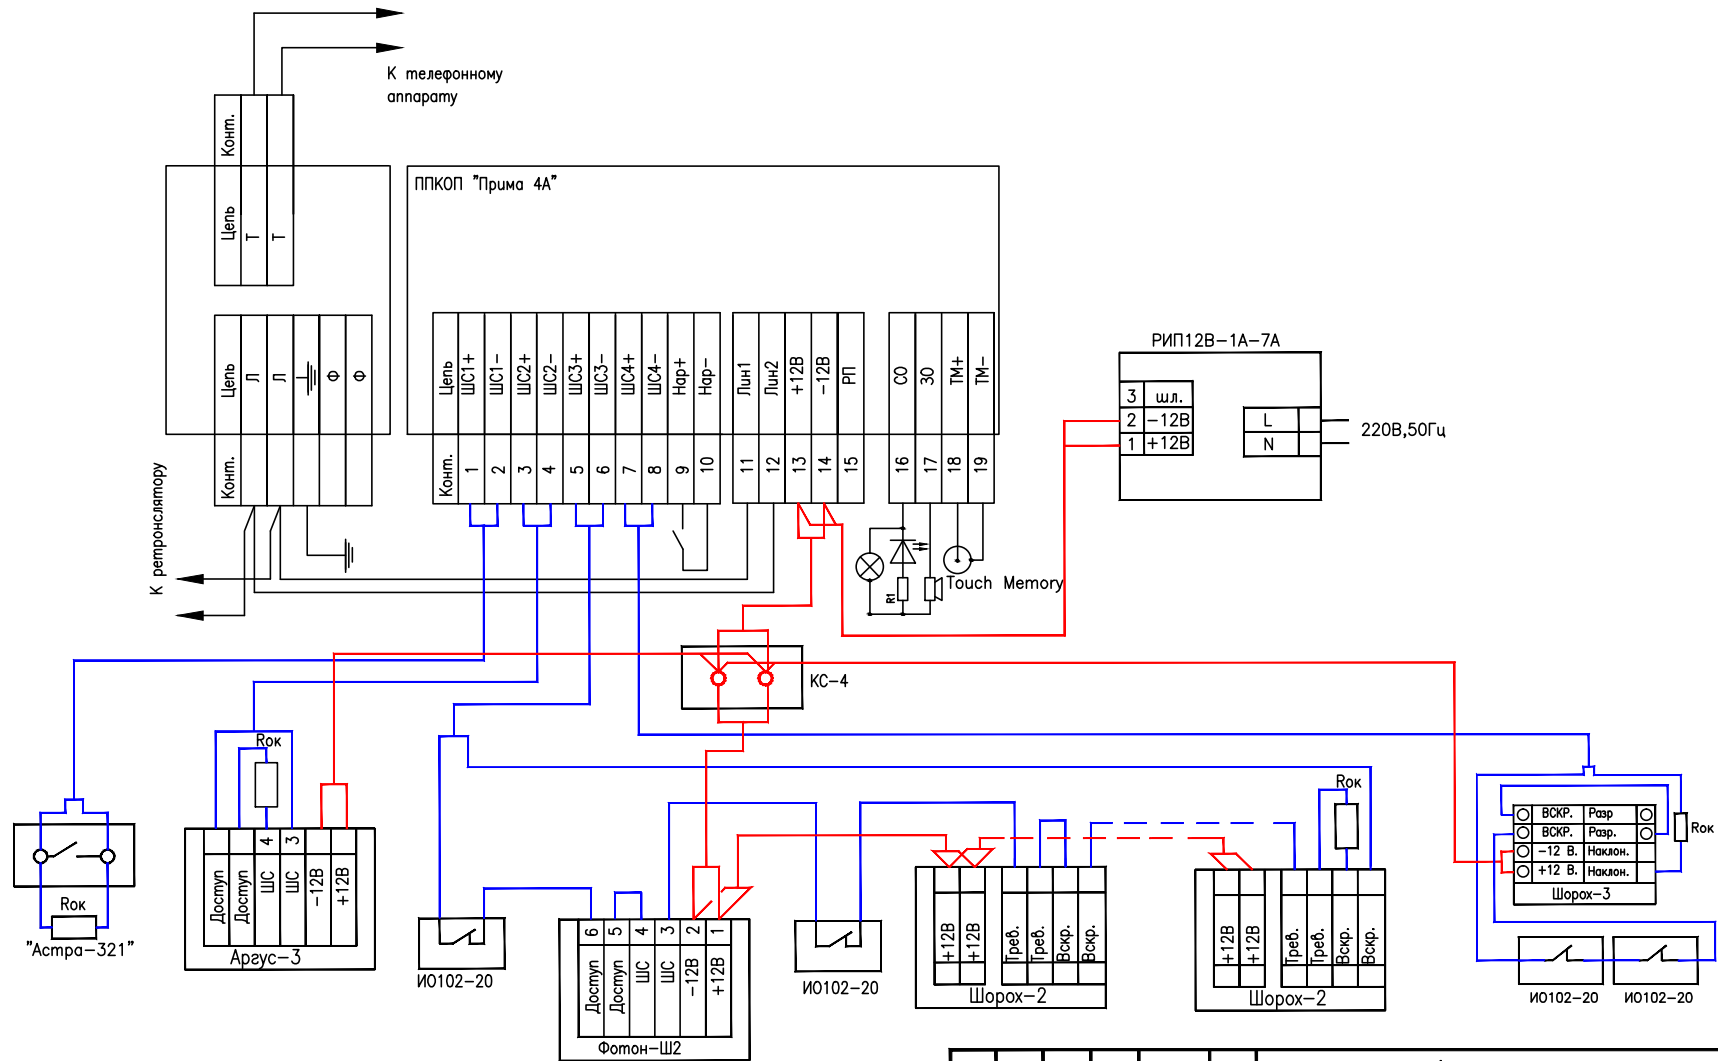 К телефонному
аппарату
Конт.
Цепь
Т
Т
ППКОП "Прима 4А"
Цепь
Л
Л
Ф
Ф
Конт.
К ретронслятору
Цепь
ШС1+
ШС1-
ШС2+
ШС2-
ШС3+
ШС3-
ШС4+
ШС4-
Нар+
Нар-
Лин1
Лин2
+12В
-12В
РП
СО
ЗО
ТМ+
ТМ-
Конт.
1
2
3
4
5
6
7
8
9
10
11
12
13
14
15
16
17
18
19
R1
Touch Memory
РИП12В-1А-7А
3 шл.
2 -12В
1 +12В
L
N
220В,50Гц
КС-4
Rок
"Астра-321"
Rок
Доступ
Доступ
4 ШС
3 ШС
-12В
+12В
Аргус-3
ИО102-20
6 Доступ
5 Доступ
4 ШС
3 ШС
2 -12В
1 +12В
Фотон-Ш2
ИО102-20
+12В
+12В
Трев.
Трев.
Вскр.
Вскр.
Шорох-2
Rок
+12В
+12В
Трев.
Трев.
Вскр.
Вскр.
Шорох-2
ВСКР. Разр
ВСКР. Разр.
-12 В. Наклон.
+12 В. Наклон.
Шорох-3
Rок
ИО102-20
ИО102-20